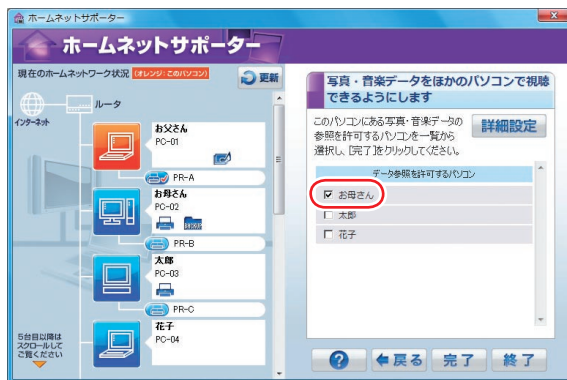 ホームネットサポーター
ホームネットサポーター
現在のホームネットワーク状況 (オレンジ:このパソコン)
更新
インターネット
ルータ
お父さん
PC-01
PR-A
お母さん
PC-02
BACKUP
PR-B
太郎
PC-03
PR-C
花子
PC-04
5台目以降は
スクロールして
ご覧ください
写真・音楽データをほかのパソコンで視聴
できるようにします
このパソコンにある写真・音楽データの
参照を許可するパソコンを一覧から
選択し、[完了]をクリックしてください。
詳細設定
データ参照を許可するパソコン
お母さん
太郎
花子
?
戻る
完了
終了